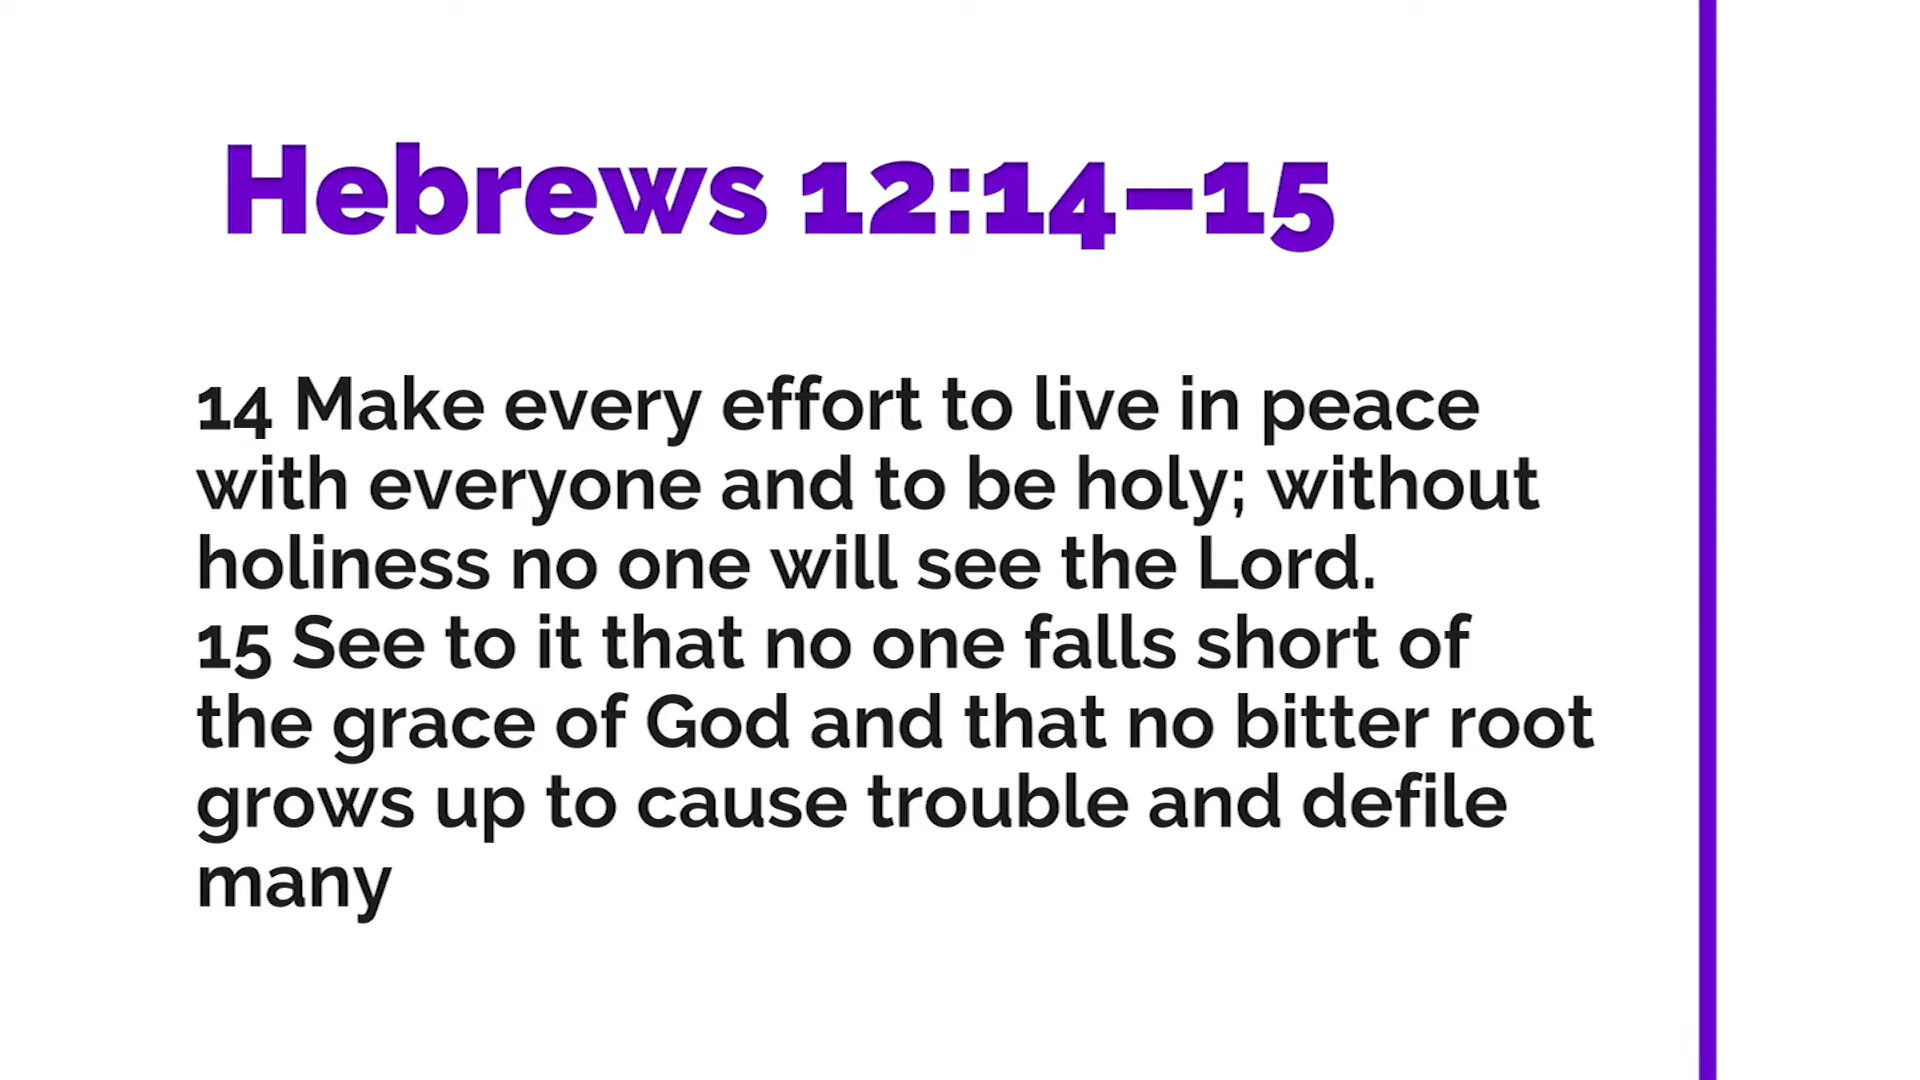 Hebrews 12:14–15
14 Make every effort to live in peace
with everyone and to be holy; without
holiness no one will see the Lord.
15 See to it that no one falls short of
the grace of God and that no bitter root
grows up to cause trouble and defile
many